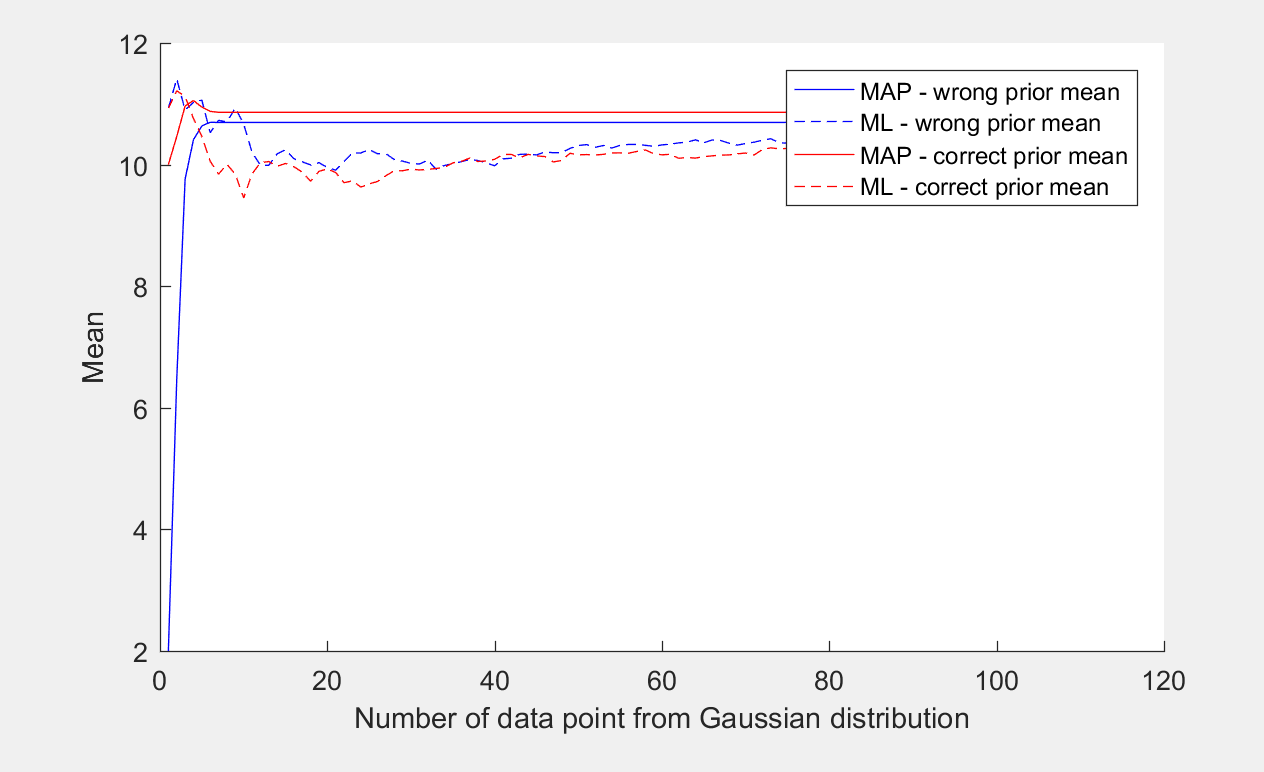 12
10
8
6
4
2
Mean
MAP - wrong prior mean
ML - wrong prior mean
MAP - correct prior mean
ML - correct prior mean
0 20 40 60 80 100 120
Number of data point from Gaussian distribution